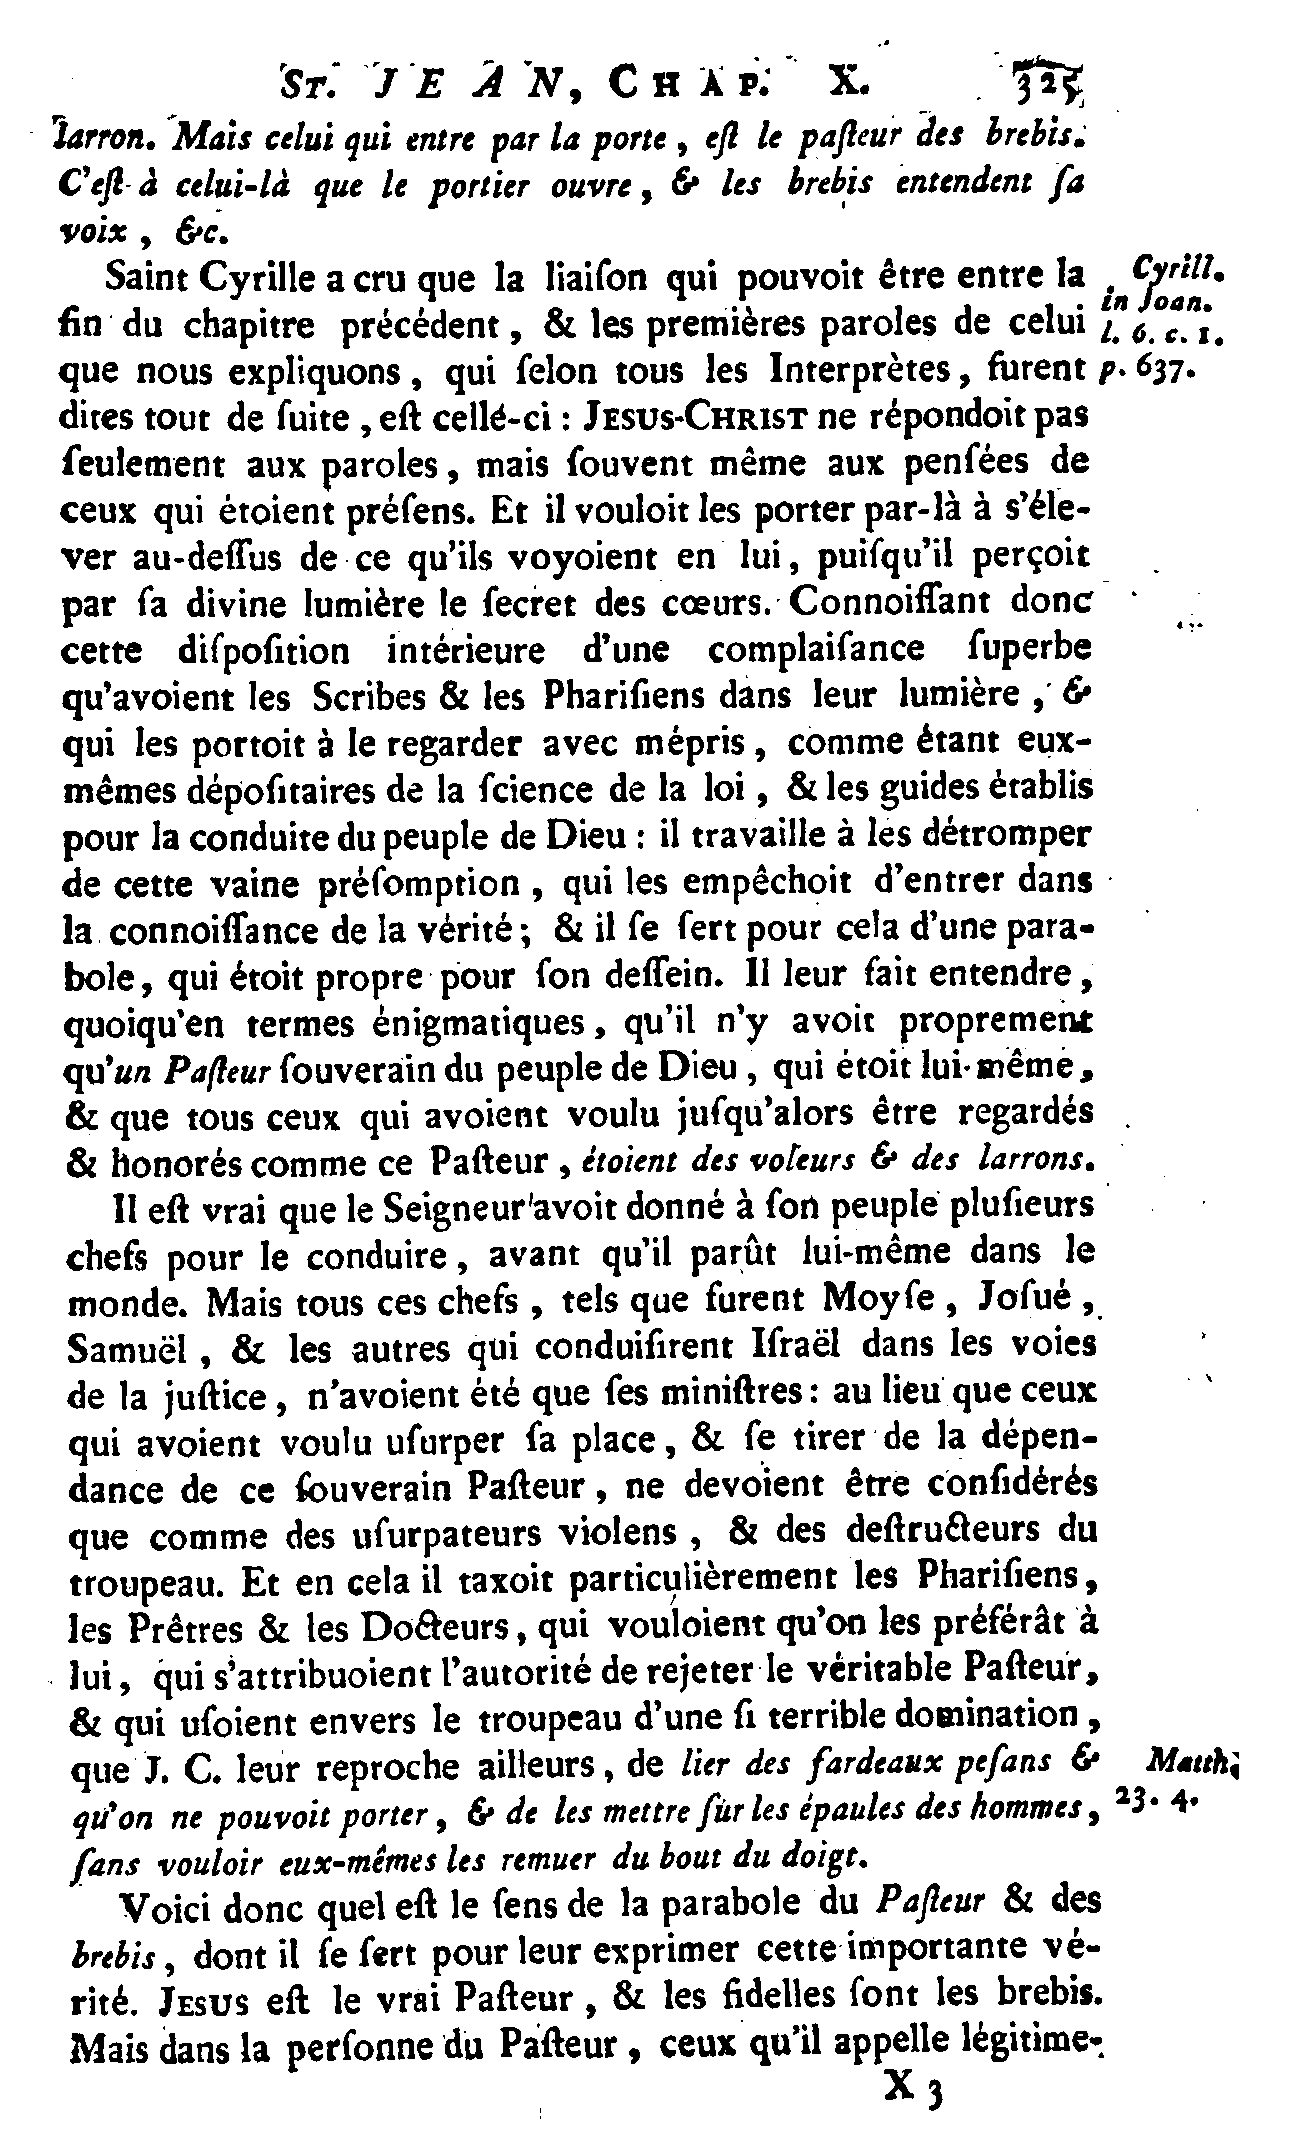 ST. JEAN, CHAP. X. 325
larron. Mais celui qui entre par la porte, eſt le paſteur des brebis.
C'eſt à celui-là que le portier ouvre, & les brebis entendent ſa
voix, &c.
Saint Cyrille a cru que la liaiſon qui pouvoit être entre la
Cyrill.
in Joan.
l. 6. c. 1.
p. 637.
fin du chapitre précédent, & les premières paroles de celui
que nous expliquons, qui ſelon tous les Interprètes, furent
dites tout de ſuite, eſt cellé-ci : JESUS-CHRIST ne répondoit pas
ſeulement aux paroles, mais ſouvent même aux penſées de
ceux qui étoient préſens. Et il vouloit les porter par-là à s'éle-
ver au-deſſus de ce qu'ils voyoient en lui, puiſqu'il perçoit
par ſa divine lumière le ſecret des cœurs. Connoiſſant donc
cette diſpoſition intérieure d'une complaiſance ſuperbe
qu'avoient les Scribes & les Phariſiens dans leur lumière, &
qui les portoit à le regarder avec mépris, comme étant eux-
mêmes dépoſitaires de la ſcience de la loi, & les guides établis
pour la conduite du peuple de Dieu : il travaille à les détromper
de cette vaine préſomption, qui les empêchoit d'entrer dans
la connoiſſance de la vérité; & il ſe ſert pour cela d'une para-
bole, qui étoit propre pour ſon deſſein. Il leur fait entendre,
quoiqu'en termes énigmatiques, qu'il n'y avoit proprement
qu'un Paſteur ſouverain du peuple de Dieu, qui étoit lui-même,
& que tous ceux qui avoient voulu juſqu'alors être regardés
& honorés comme ce Paſteur, étoient des voleurs & des larrons.
Il eſt vrai que le Seigneur avoit donné à ſon peuple pluſieurs
chefs pour le conduire, avant qu'il parût lui-même dans le
monde. Mais tous ces chefs, tels que furent Moyſe, Joſué,
Samuël, & les autres qui conduiſirent Iſraël dans les voies
de la juſtice, n'avoient été que ſes miniſtres : au lieu que ceux
qui avoient voulu uſurper ſa place, & ſe tirer de la dépen-
dance de ce ſouverain Paſteur, ne devoient être conſidérés
que comme des uſurpateurs violens, & des deſtructeurs du
troupeau. Et en cela il taxoit particulièrement les Phariſiens,
les Prêtres & les Docteurs, qui vouloient qu'on les préférât à
lui, qui s'attribuoient l'autorité de rejeter le véritable Paſteur,
& qui uſoient envers le troupeau d'une ſi terrible domination,
que J. C. leur reproche ailleurs, de lier des fardeaux peſans &
Matth.
23. 4.
qu'on ne pouvoit porter, & de les mettre ſur les épaules des hommes,
ſans vouloir eux-mêmes les remuer du bout du doigt.
Voici donc quel eſt le ſens de la parabole du Paſteur & des
brebis, dont il ſe ſert pour leur exprimer cette importante vé-
rité. JESUS eſt le vrai Paſteur, & les fidelles ſont les brebis.
Mais dans la perſonne du Paſteur, ceux qu'il appelle légitime-
X 3